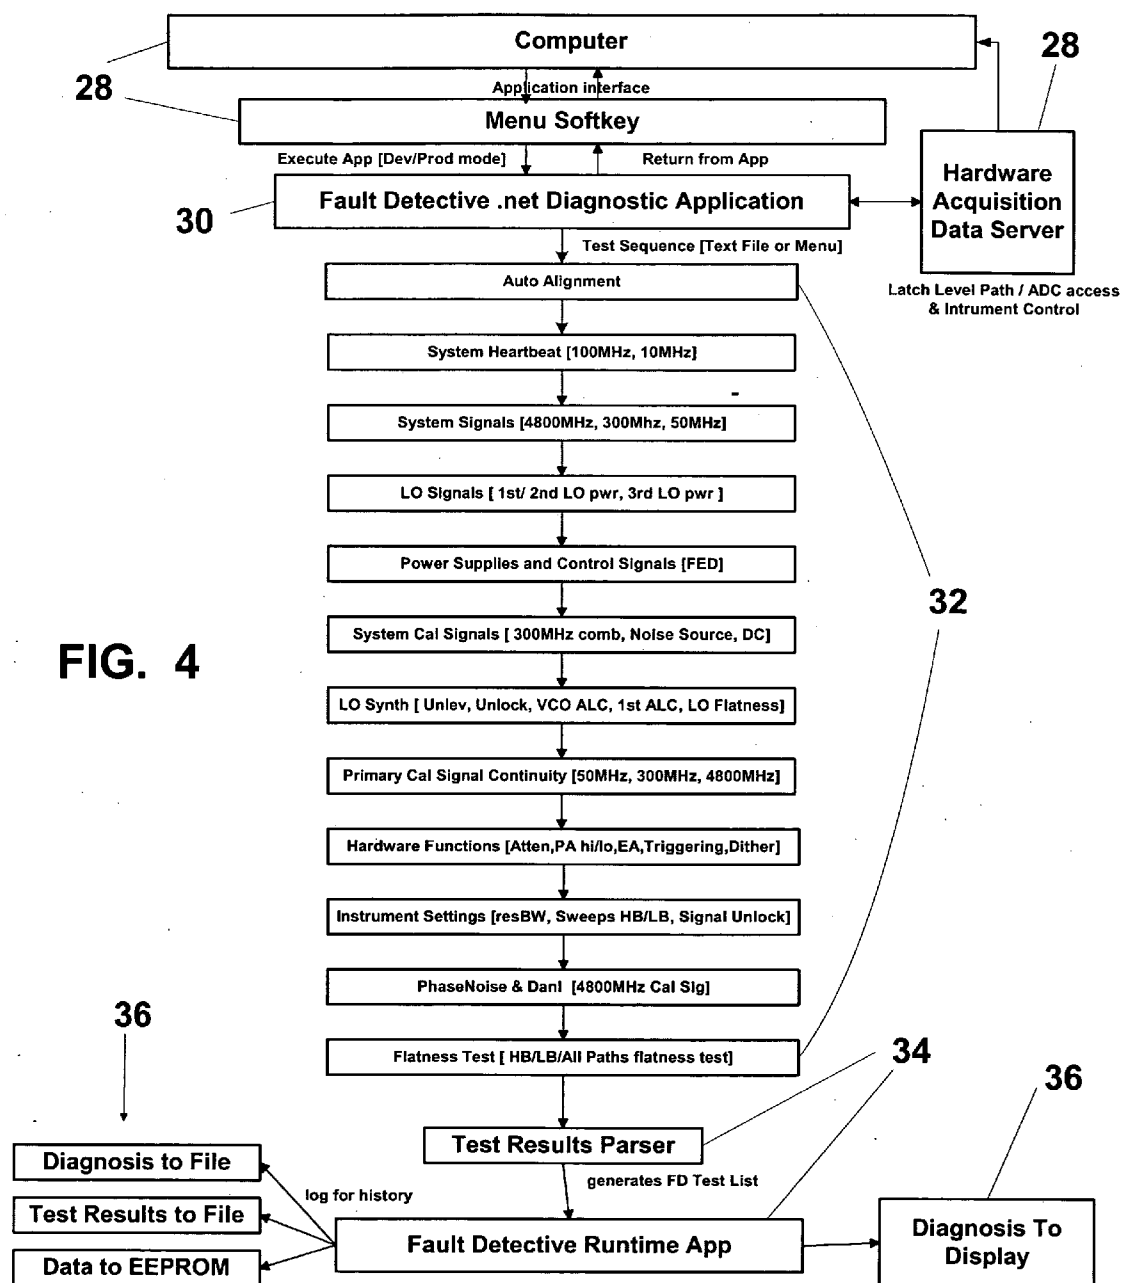 Computer
28
28
Application interface
Menu Softkey
Execute App [Dev/Prod mode]
Return from App
Hardware
Acquisition
Data Server
30
Fault Detective .net Diagnostic Application
Test Sequence [Text File or Menu]
Latch Level Path / ADC access
& Intrument Control
Auto Alignment
System Heartbeat [100MHz, 10MHz]
System Signals [4800MHz, 300Mhz, 50MHz]
LO Signals [ 1st/ 2nd LO pwr, 3rd LO pwr ]
Power Supplies and Control Signals [FED]
32
System Cal Signals [ 300MHz comb, Noise Source, DC]
FIG. 4
LO Synth [ Unlev, Unlock, VCO ALC, 1st ALC, LO Flatness]
Primary Cal Signal Continuity [50MHz, 300MHz, 4800MHz]
Hardware Functions [Atten,PA hi/lo,EA,Triggering,Dither]
Instrument Settings [resBW, Sweeps HB/LB, Signal Unlock]
PhaseNoise & Danl [4800MHz Cal Sig]
36
Flatness Test [ HB/LB/All Paths flatness test]
34
36
Test Results Parser
Diagnosis to File
generates FD Test List
log for history
Test Results to File
Fault Detective Runtime App
Diagnosis To
Display
Data to EEPROM